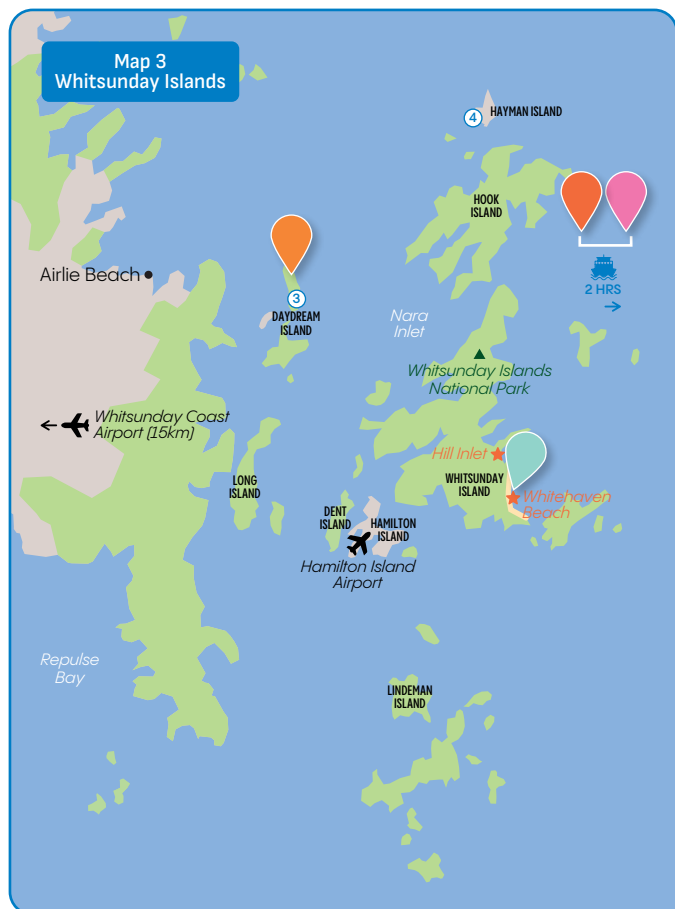 Map 3
Whitsunday Islands
4
HAYMAN ISLAND
HOOK
ISLAND
2 HRS
Airlie Beach
3
DAYDREAM
ISLAND
Nara
Inlet
Whitsunday Islands
National Park
Whitsunday Coast
Airport (15km)
Hill Inlet
WHITSUNDAY
ISLAND
Whitehaven
Beach
LONG
ISLAND
DENT
ISLAND
HAMILTON
ISLAND
Hamilton Island
Airport
Repulse
Bay
LINDEMAN
ISLAND